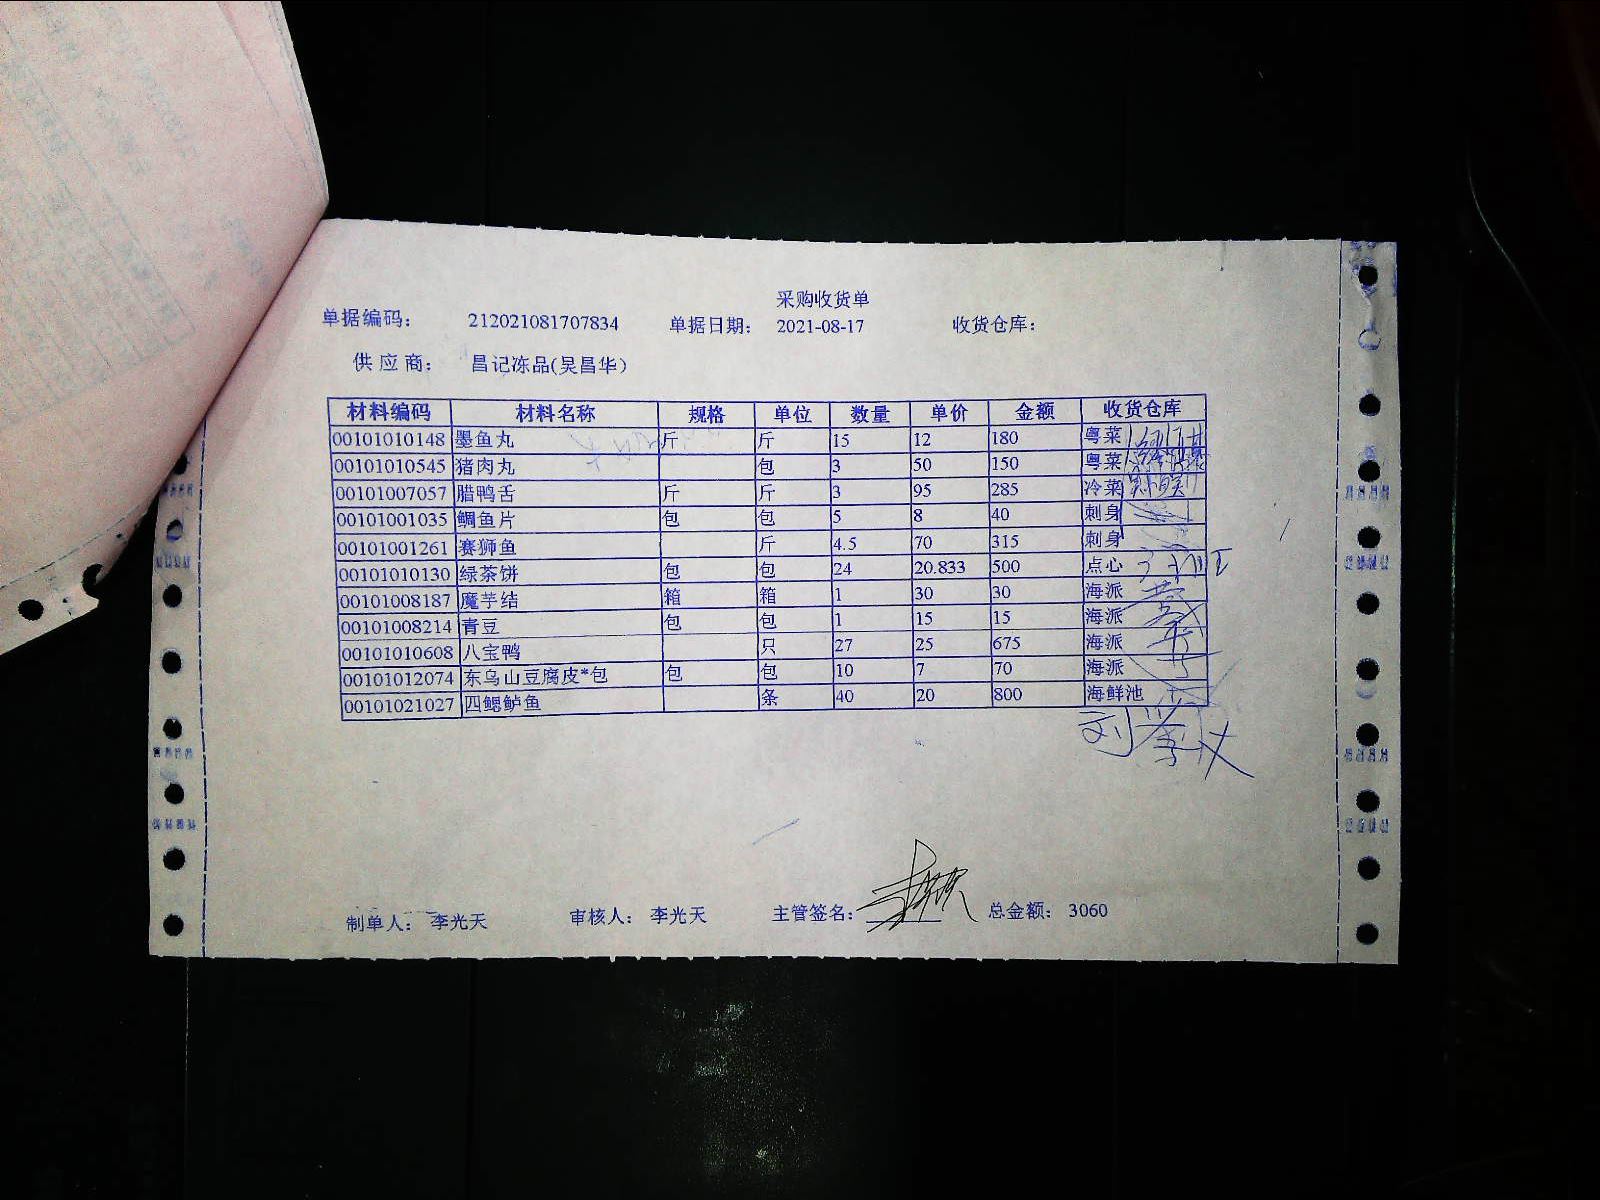 采购收货单
单据编码： 212021081707834 单据日期： 2021-08-17 收货仓库：
供应商： 昌记冻品(吴昌华)
材料编码 材料名称 规格 单位 数量 单价 金额 收货仓库
00101010148 墨鱼丸 斤 斤 15 12 180 粤菜
00101010545 猪肉丸 包 3 50 150 粤菜
00101007057 腊鸭舌 斤 斤 3 95 285 冷菜
00101001035 鲷鱼片 包 包 5 8 40 刺身
00101001261 赛狮鱼 斤 4.5 70 315 刺身
00101010130 绿茶饼 包 包 24 20.833 500 点心
00101008187 魔芋结 箱 箱 1 30 30 海派
00101008214 青豆 包 包 1 15 15 海派
00101010608 八宝鸭 只 27 25 675 海派
00101012074 东乌山豆腐皮*包 包 包 10 7 70 海派
00101021027 四鳃鲈鱼 条 40 20 800 海鲜池
制单人： 李光天 审核人： 李光天 主管签名： 总金额： 3060